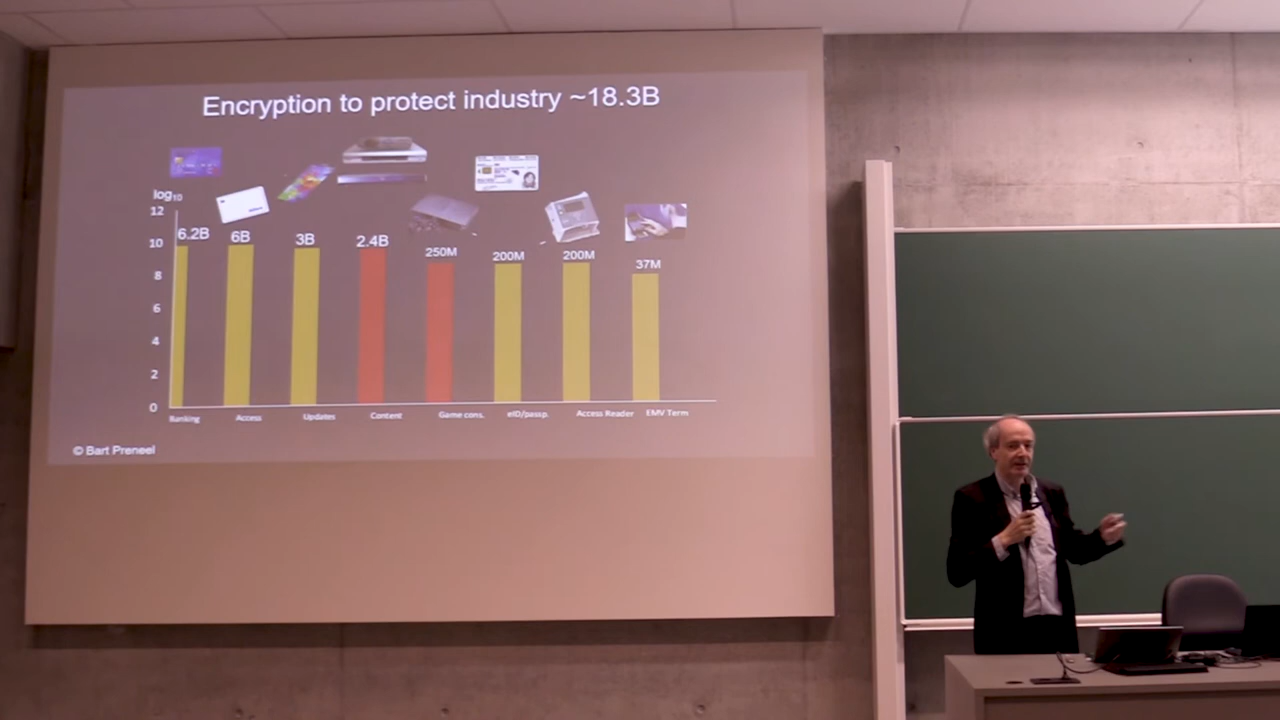 Encryption to protect industry ~18.3B
log10
12
10
8
6
4
2
0
6.2B
6B
3B
2.4B
250M
200M
200M
37M
Banking
Access
Updates
Content
Game cons.
eID/passp.
Access Reader
EMV Term
© Bart Preneel